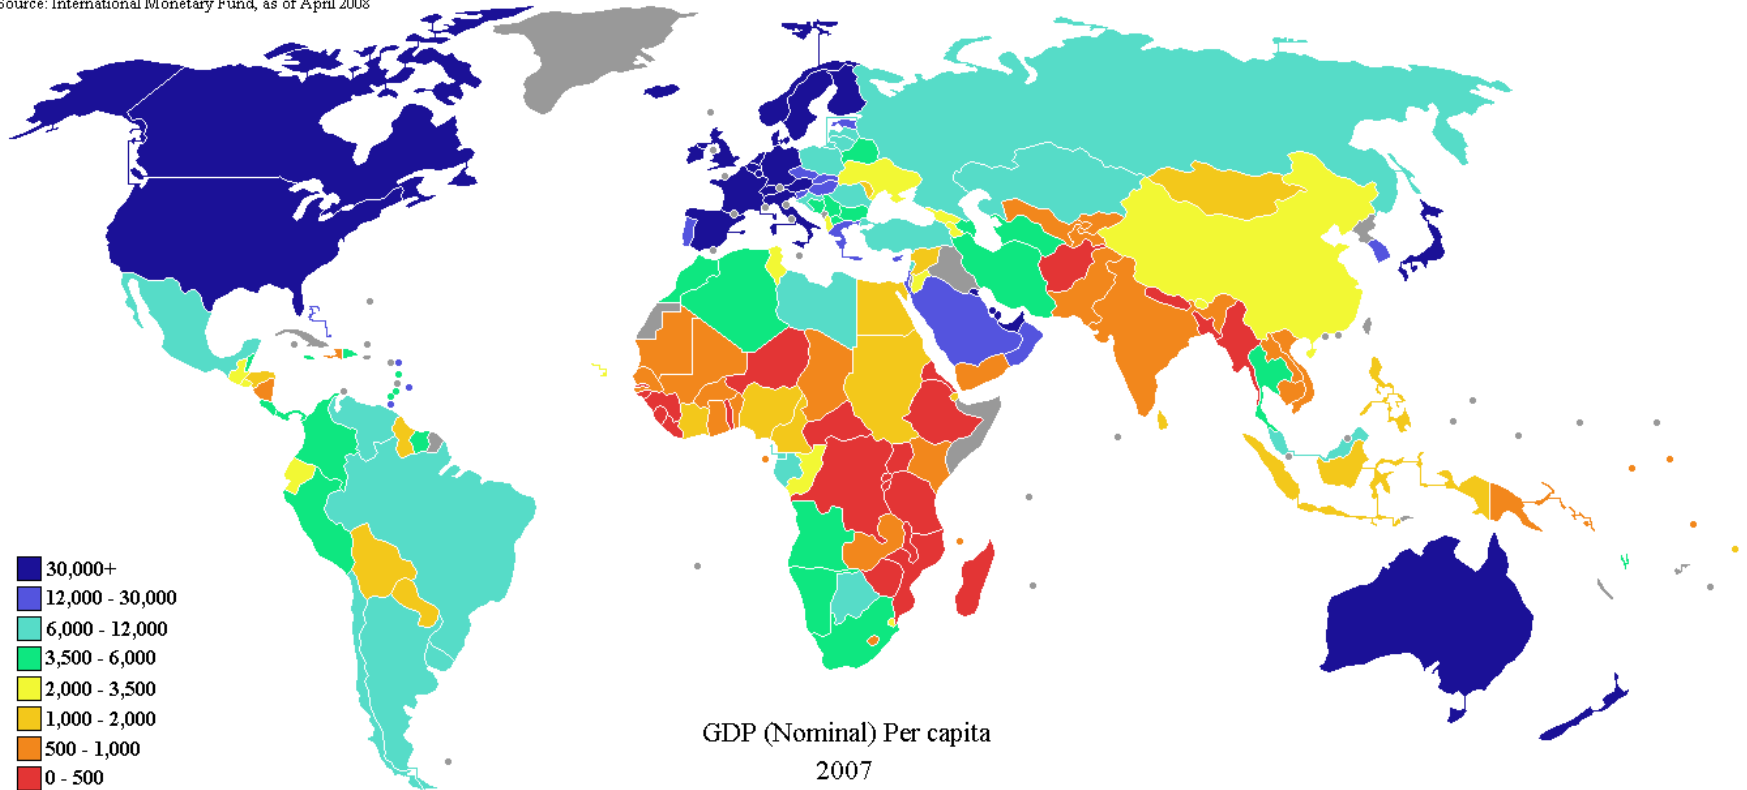 Source: International Monetary Fund, as of April 2008
30,000+
12,000 - 30,000
6,000 - 12,000
3,500 - 6,000
2,000 - 3,500
1,000 - 2,000
500 - 1,000
0 - 500
GDP (Nominal) Per capita
2007